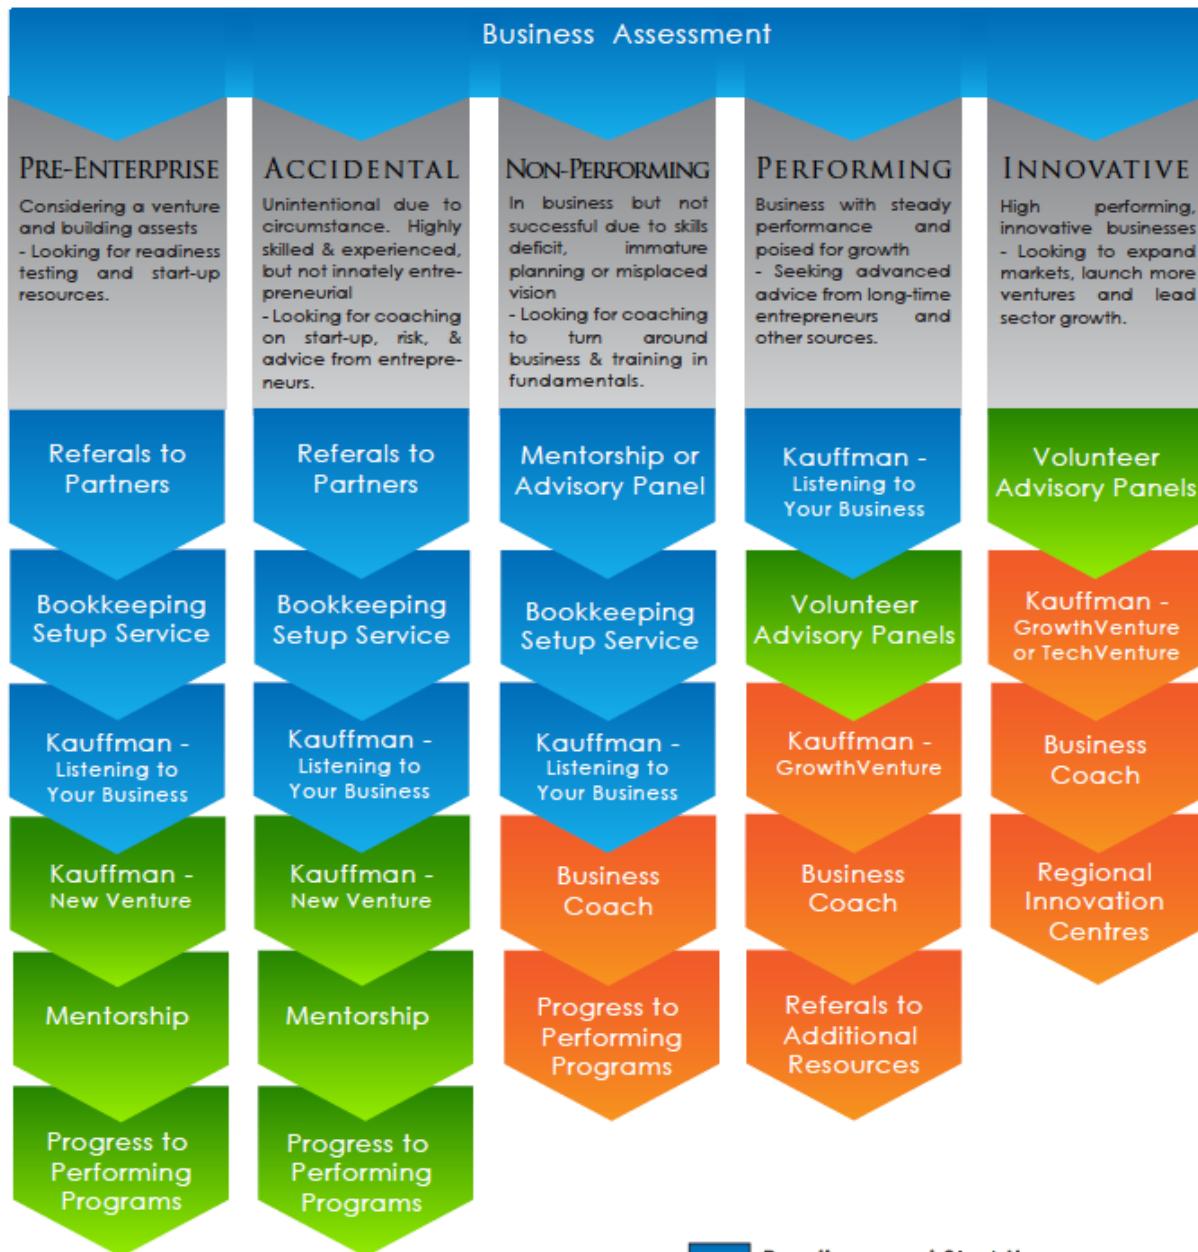 Business Assessment
PRE-ENTERPRISE
Considering a venture
and building assests
- Looking for readiness
testing and start-up
resources.
Referals to
Partners
Bookkeeping
Setup Service
Kauffman -
Listening to
Your Business
Kauffman -
New Venture
Mentorship
Progress to
Performing
Programs
ACCIDENTAL
Unintentional due to
circumstance. Highly
skilled & experienced,
but not innately entre-
preneurial
- Looking for coaching
on start-up, risk, &
advice from entrepre-
neurs.
Referals to
Partners
Bookkeeping
Setup Service
Kauffman -
Listening to
Your Business
Kauffman -
New Venture
Mentorship
Progress to
Performing
Programs
NON-PERFORMING
In business but not
successful due to skills
deficit, immature
planning or misplaced
vision
- Looking for coaching
to turn around
business & training in
fundamentals.
Mentorship or
Advisory Panel
Bookkeeping
Setup Service
Kauffman -
Listening to
Your Business
Business
Coach
Progress to
Performing
Programs
PERFORMING
Business with steady
performance and
poised for growth
- Seeking advanced
advice from long-time
entrepreneurs and
other sources.
Kauffman -
Listening to
Your Business
Volunteer
Advisory Panels
Kauffman -
GrowthVenture
Business
Coach
Referals to
Additional
Resources
INNOVATIVE
High performing,
innovative businesses
- Looking to expand
markets, launch more
ventures and lead
sector growth.
Volunteer
Advisory Panels
Kauffman -
GrowthVenture
or TechVenture
Business
Coach
Regional
Innovation
Centres